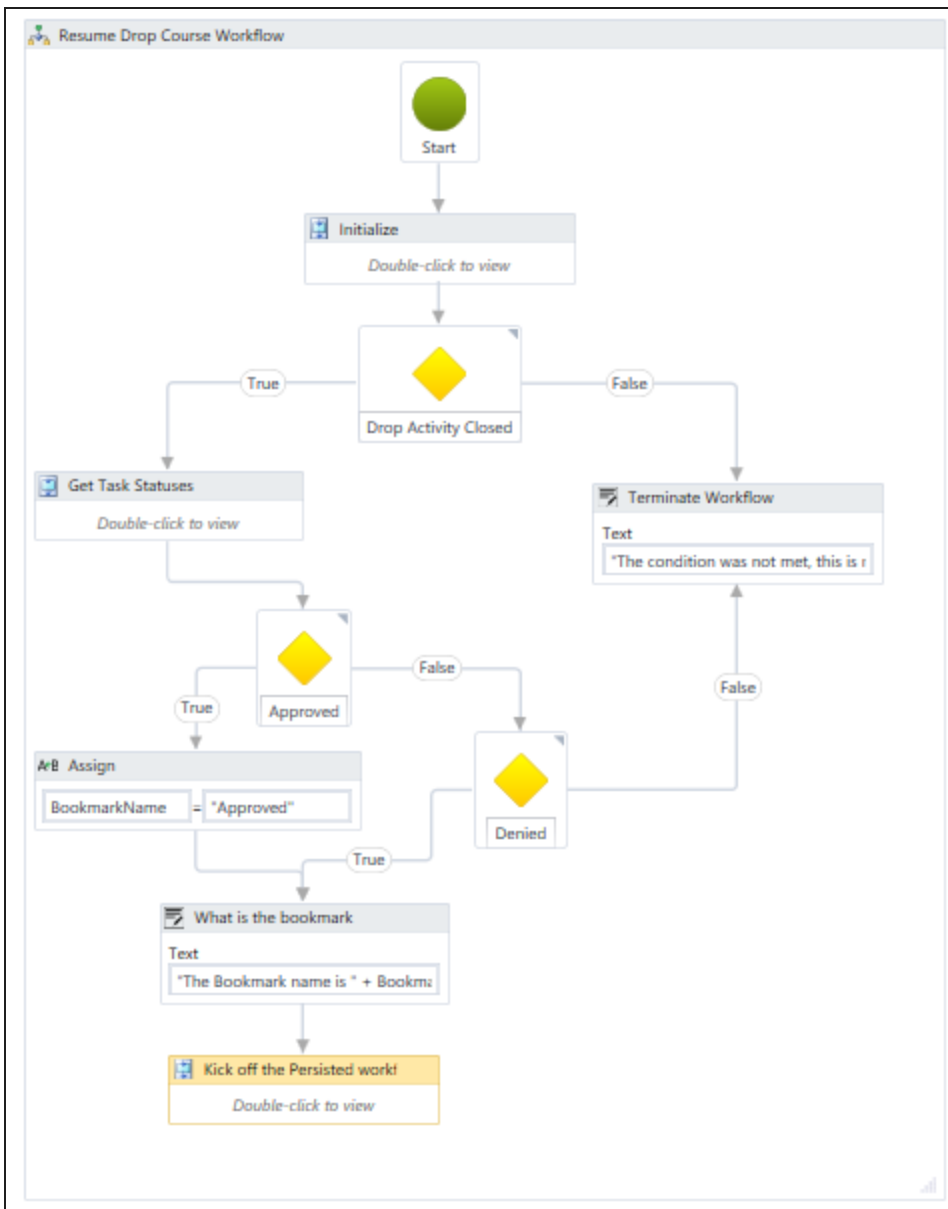 Resume Drop Course Workflow
Start
Initialize
Double-click to view
True
False
Drop Activity Closed
Get Task Statuses
Double-click to view
Terminate Workflow
Text
"The condition was not met, this is
False
True
Approved
False
A+B Assign
BookmarkName = "Approved"
Denied
True
What is the bookmark
Text
"The Bookmark name is " + Bookma
Kick off the Persisted workf
Double-click to view